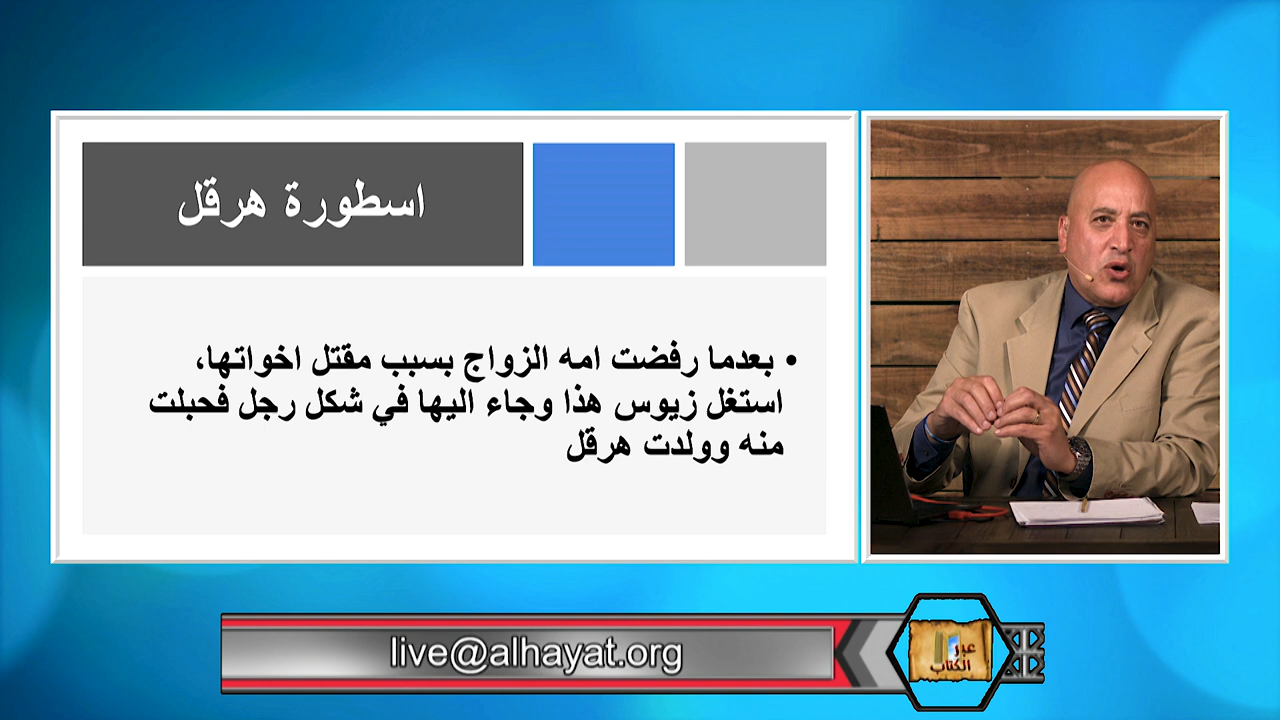 اسطورة هرقل
• بعدما رفضت امه الزواج بسبب مقتل اخواتها،
استغل زيوس هذا وجاء اليها في شكل رجل فحبلت
منه وولدت هرقل
live@alhayat.org
عبر
الكتاب